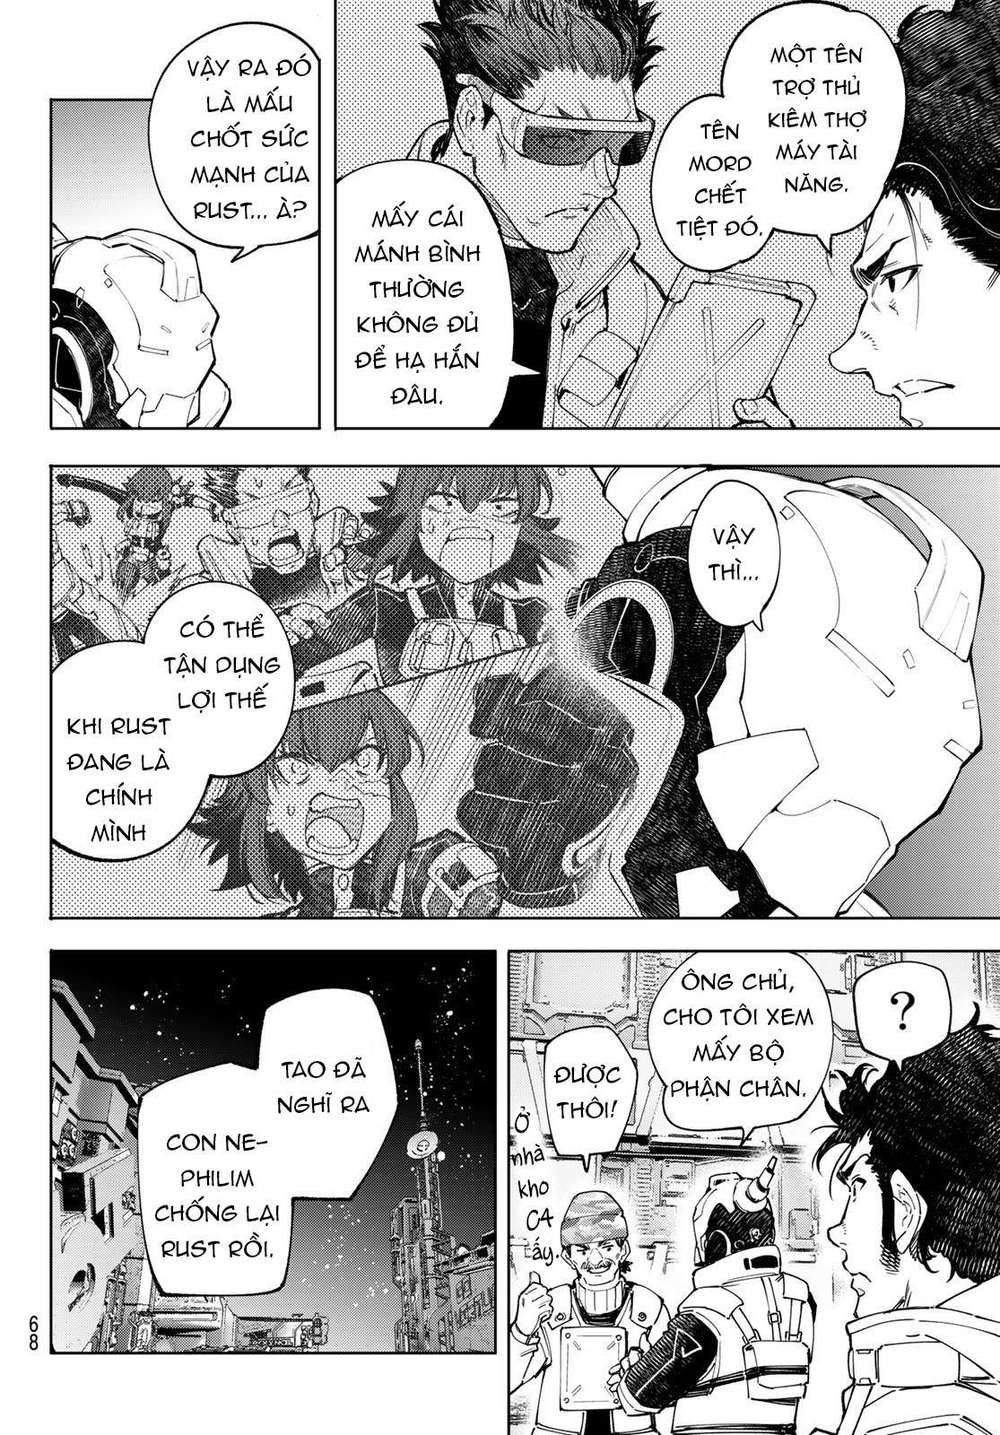 MỘT TÊN
TRỢ THỦ
KIÊM THỢ
MÁY TÀI
NĂNG.
TÊN
MORD
CHẾT
TIỆT ĐÓ.
MẤY CÁI
MÁNH BÌNH
THƯỜNG
KHÔNG ĐỦ
ĐỂ HẠ HẮN
ĐÂU.
VẬY RA ĐÓ
LÀ MẤU
CHỐT SỨC
MẠNH CỦA
RUST... À?
VẬY
THÌ...
CÓ THỂ
TẬN DỤNG
LỢI THẾ
KHI RUST
ĐANG LÀ
CHÍNH
MÌNH
?
ÔNG CHỦ,
CHO TÔI XEM
MẤY BỘ
PHẬN CHÂN.
ĐƯỢC
THÔI!
Ở
nhà
kho
C4
ấy.
TAO ĐÃ
NGHĨ RA
CON NE-
PHILIM
CHỐNG LẠI
RUST RỒI.
68